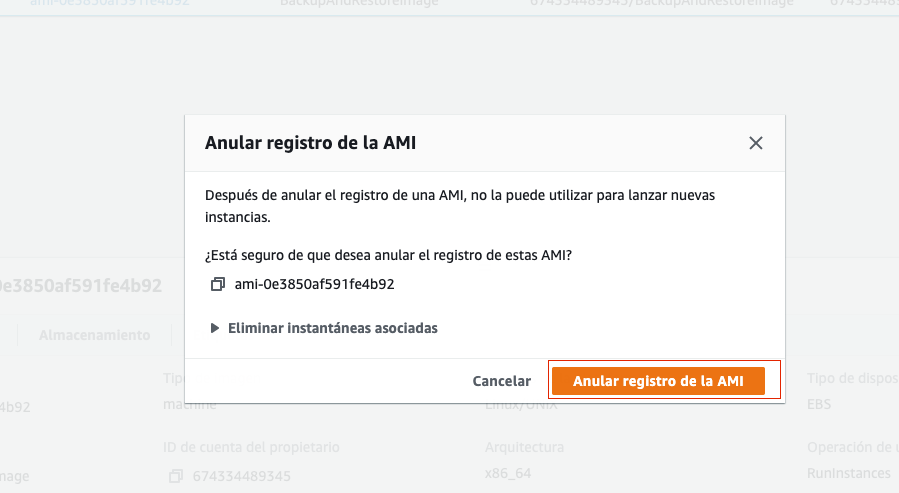 ami-0e3850af591fe4b92 BackupAndRestoreImage 674334489345/BackupAndRestoreImage
Anular registro de la AMI
Después de anular el registro de una AMI, no la puede utilizar para lanzar nuevas
instancias.
¿Está seguro de que desea anular el registro de estas AMI?
ami-0e3850af591fe4b92
Eliminar instantáneas asociadas
Cancelar Anular registro de la AMI
0e3850af591fe4b92
Almacenamiento
Tipo de dispos
4b92 machine Linux/UNIX EBS
ID de cuenta del propietario Arquitectura Operación de u
mage 674334489345 x86_64 RunInstances